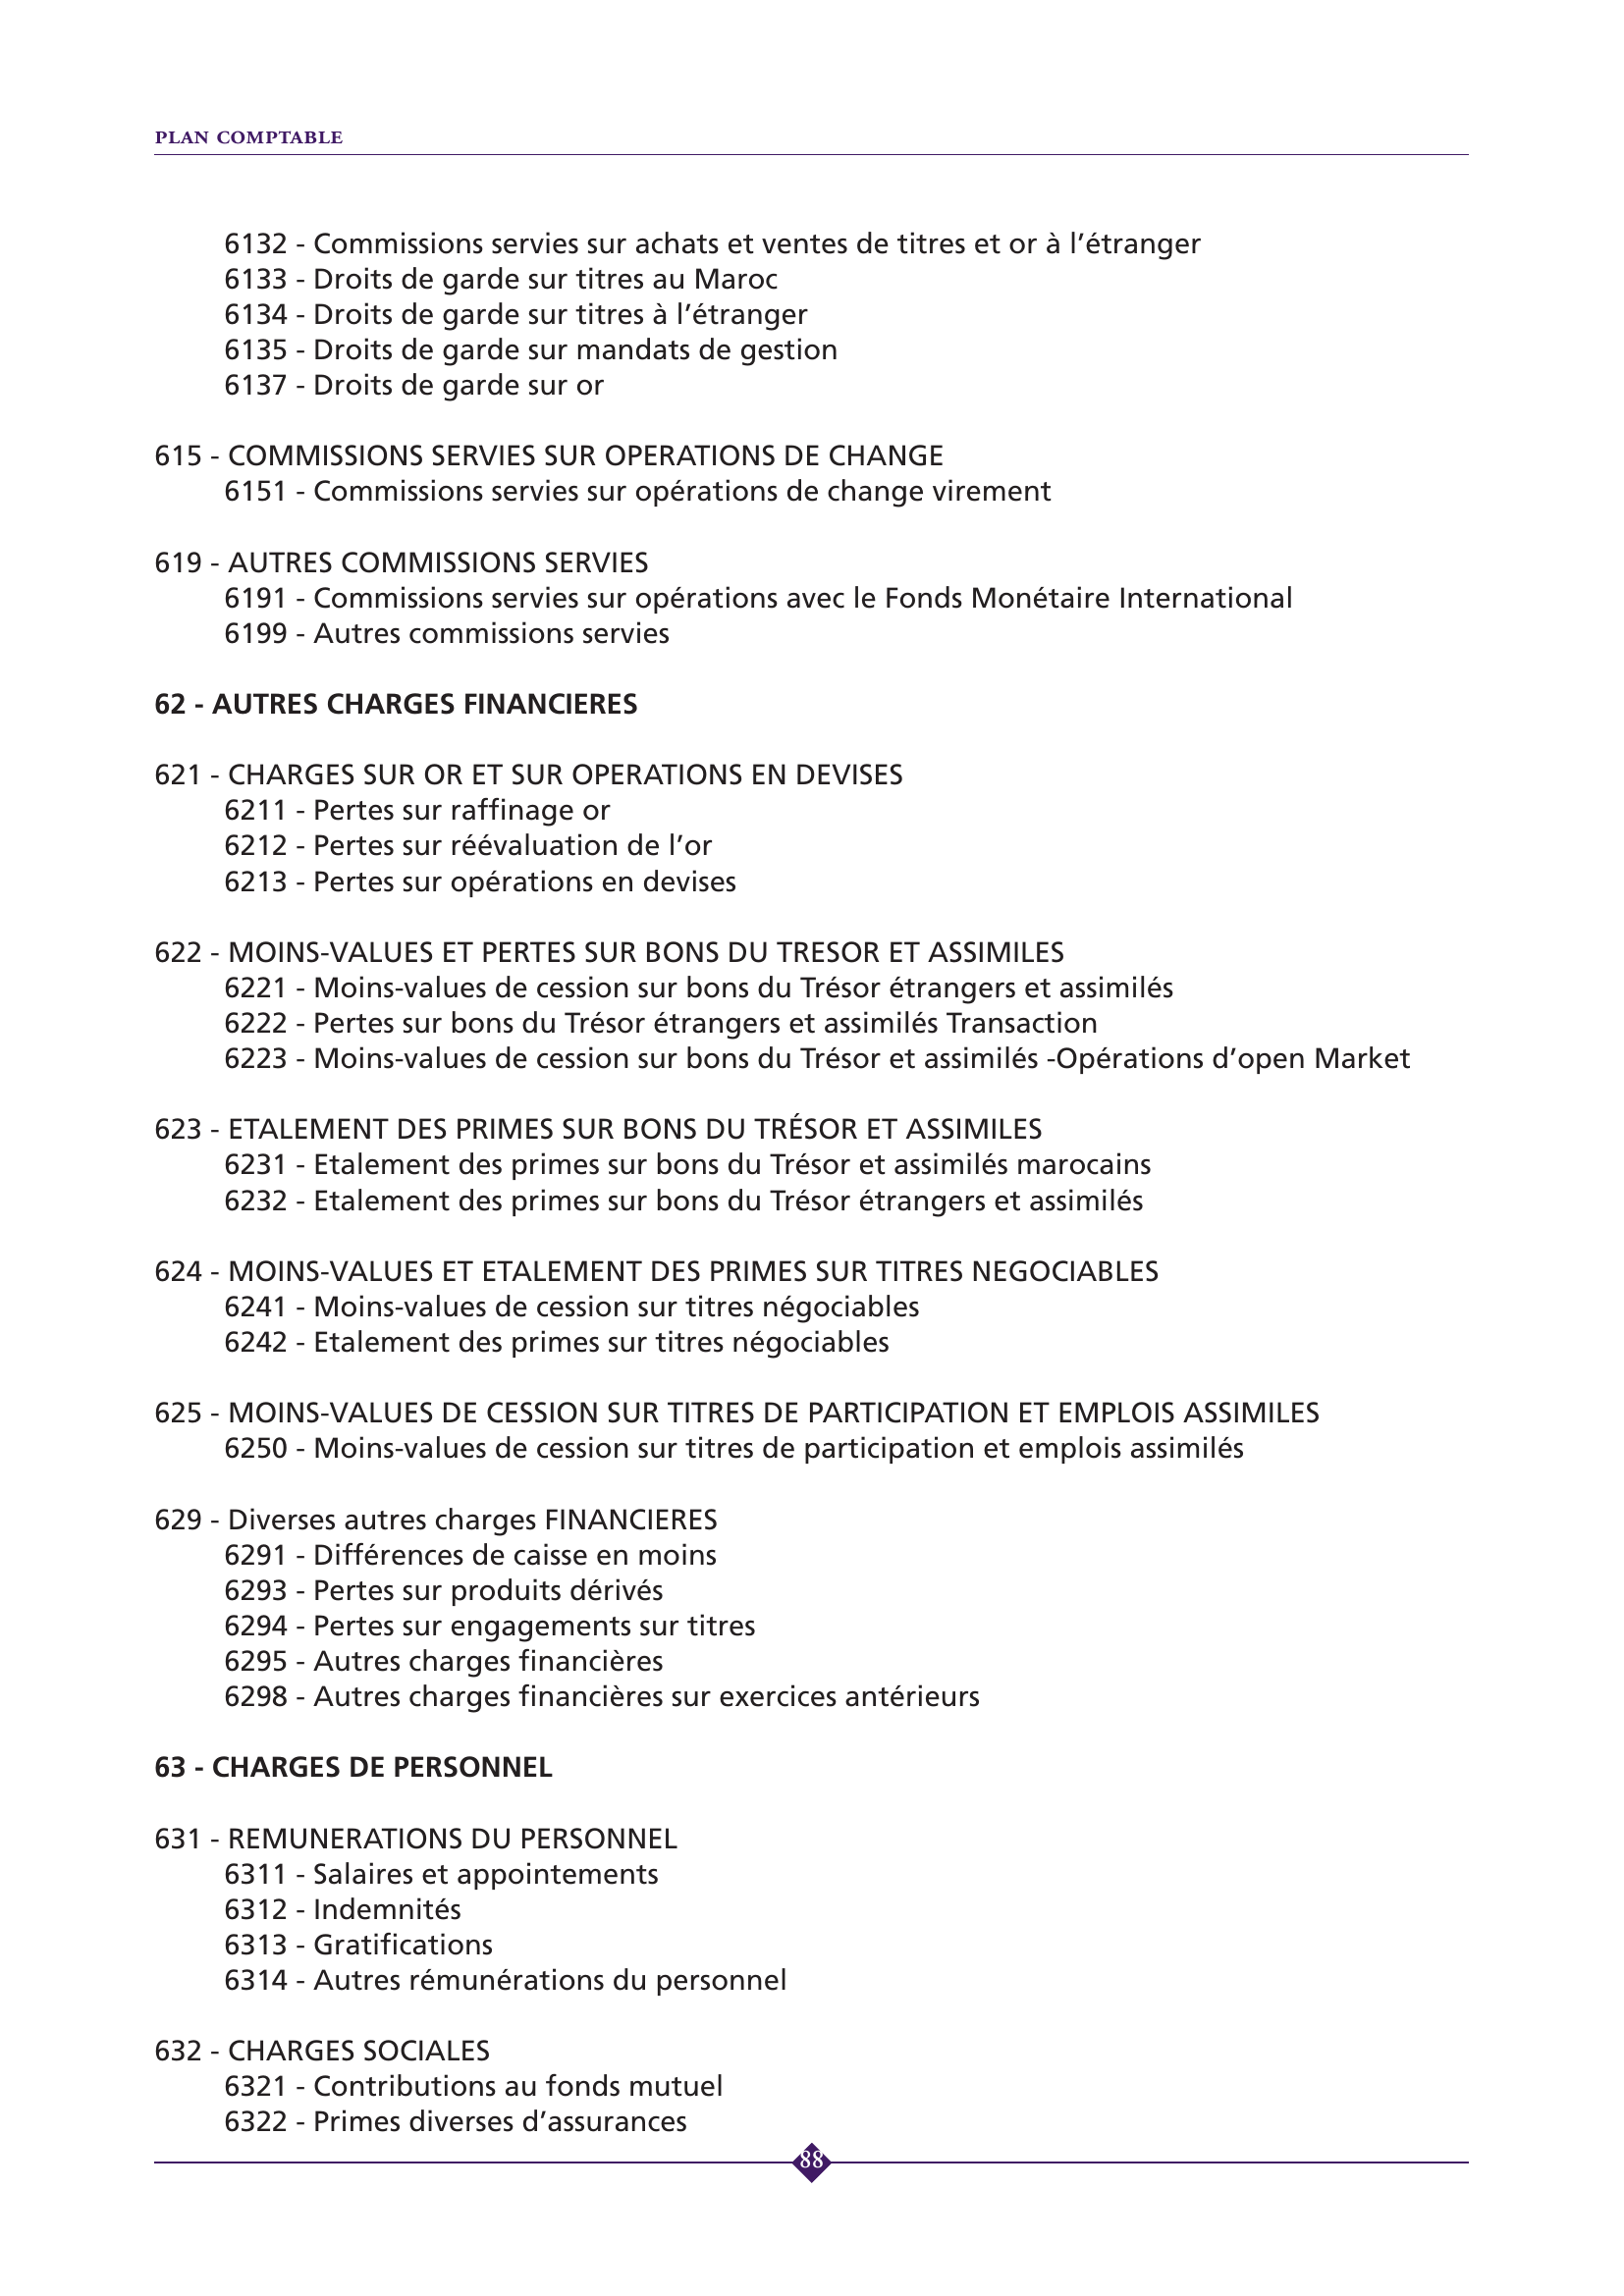 PLAN COMPTABLE
6132 - Commissions servies sur achats et ventes de titres et or à l’étranger
6133 - Droits de garde sur titres au Maroc
6134 - Droits de garde sur titres à l’étranger
6135 - Droits de garde sur mandats de gestion
6137 - Droits de garde sur or
615 - COMMISSIONS SERVIES SUR OPERATIONS DE CHANGE
6151 - Commissions servies sur opérations de change virement
619 - AUTRES COMMISSIONS SERVIES
6191 - Commissions servies sur opérations avec le Fonds Monétaire International
6199 - Autres commissions servies
62 - AUTRES CHARGES FINANCIERES
621 - CHARGES SUR OR ET SUR OPERATIONS EN DEVISES
6211 - Pertes sur raffinage or
6212 - Pertes sur réévaluation de l’or
6213 - Pertes sur opérations en devises
622 - MOINS-VALUES ET PERTES SUR BONS DU TRESOR ET ASSIMILES
6221 - Moins-values de cession sur bons du Trésor étrangers et assimilés
6222 - Pertes sur bons du Trésor étrangers et assimilés Transaction
6223 - Moins-values de cession sur bons du Trésor et assimilés -Opérations d’open Market
623 - ETALEMENT DES PRIMES SUR BONS DU TRÉSOR ET ASSIMILES
6231 - Etalement des primes sur bons du Trésor et assimilés marocains
6232 - Etalement des primes sur bons du Trésor étrangers et assimilés
624 - MOINS-VALUES ET ETALEMENT DES PRIMES SUR TITRES NEGOCIABLES
6241 - Moins-values de cession sur titres négociables
6242 - Etalement des primes sur titres négociables
625 - MOINS-VALUES DE CESSION SUR TITRES DE PARTICIPATION ET EMPLOIS ASSIMILES
6250 - Moins-values de cession sur titres de participation et emplois assimilés
629 - Diverses autres charges FINANCIERES
6291 - Différences de caisse en moins
6293 - Pertes sur produits dérivés
6294 - Pertes sur engagements sur titres
6295 - Autres charges financières
6298 - Autres charges financières sur exercices antérieurs
63 - CHARGES DE PERSONNEL
631 - REMUNERATIONS DU PERSONNEL
6311 - Salaires et appointements
6312 - Indemnités
6313 - Gratifications
6314 - Autres rémunérations du personnel
632 - CHARGES SOCIALES
6321 - Contributions au fonds mutuel
6322 - Primes diverses d’assurances
88